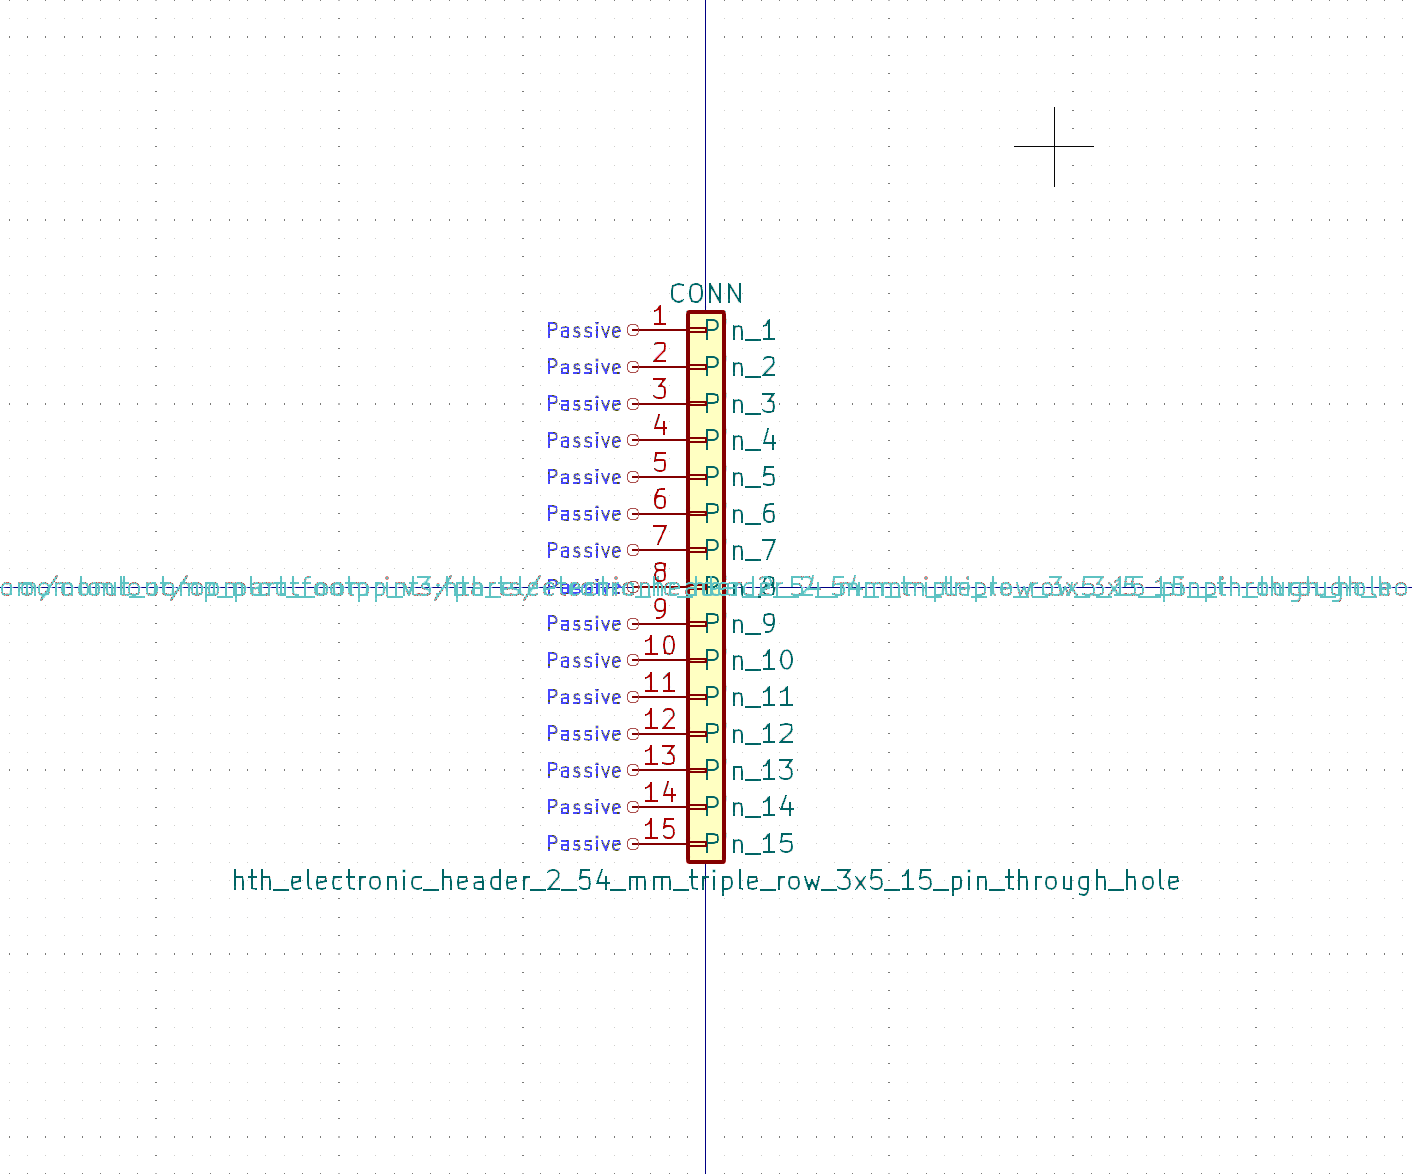 CONN
Passive 1 P n_1
Passive 2 P n_2
Passive 3 P n_3
Passive 4 P n_4
Passive 5 P n_5
Passive 6 P n_6
Passive 7 P n_7
Passive 8 P n_8
Passive 9 P n_9
Passive 10 P n_10
Passive 11 P n_11
Passive 12 P n_12
Passive 13 P n_13
Passive 14 P n_14
Passive 15 P n_15
hth_electronic_header_2_54_mm_triple_row_3x5_15_pin_through_hole